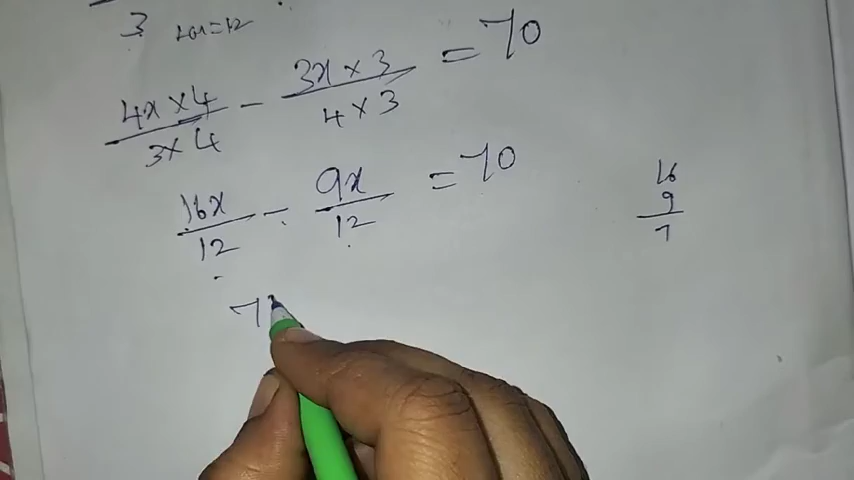 3 LCM=12
4x×4/3×4 - 3x×3/4×3 = 70
16x/12 - 9x/12 = 70
16
9
7
7